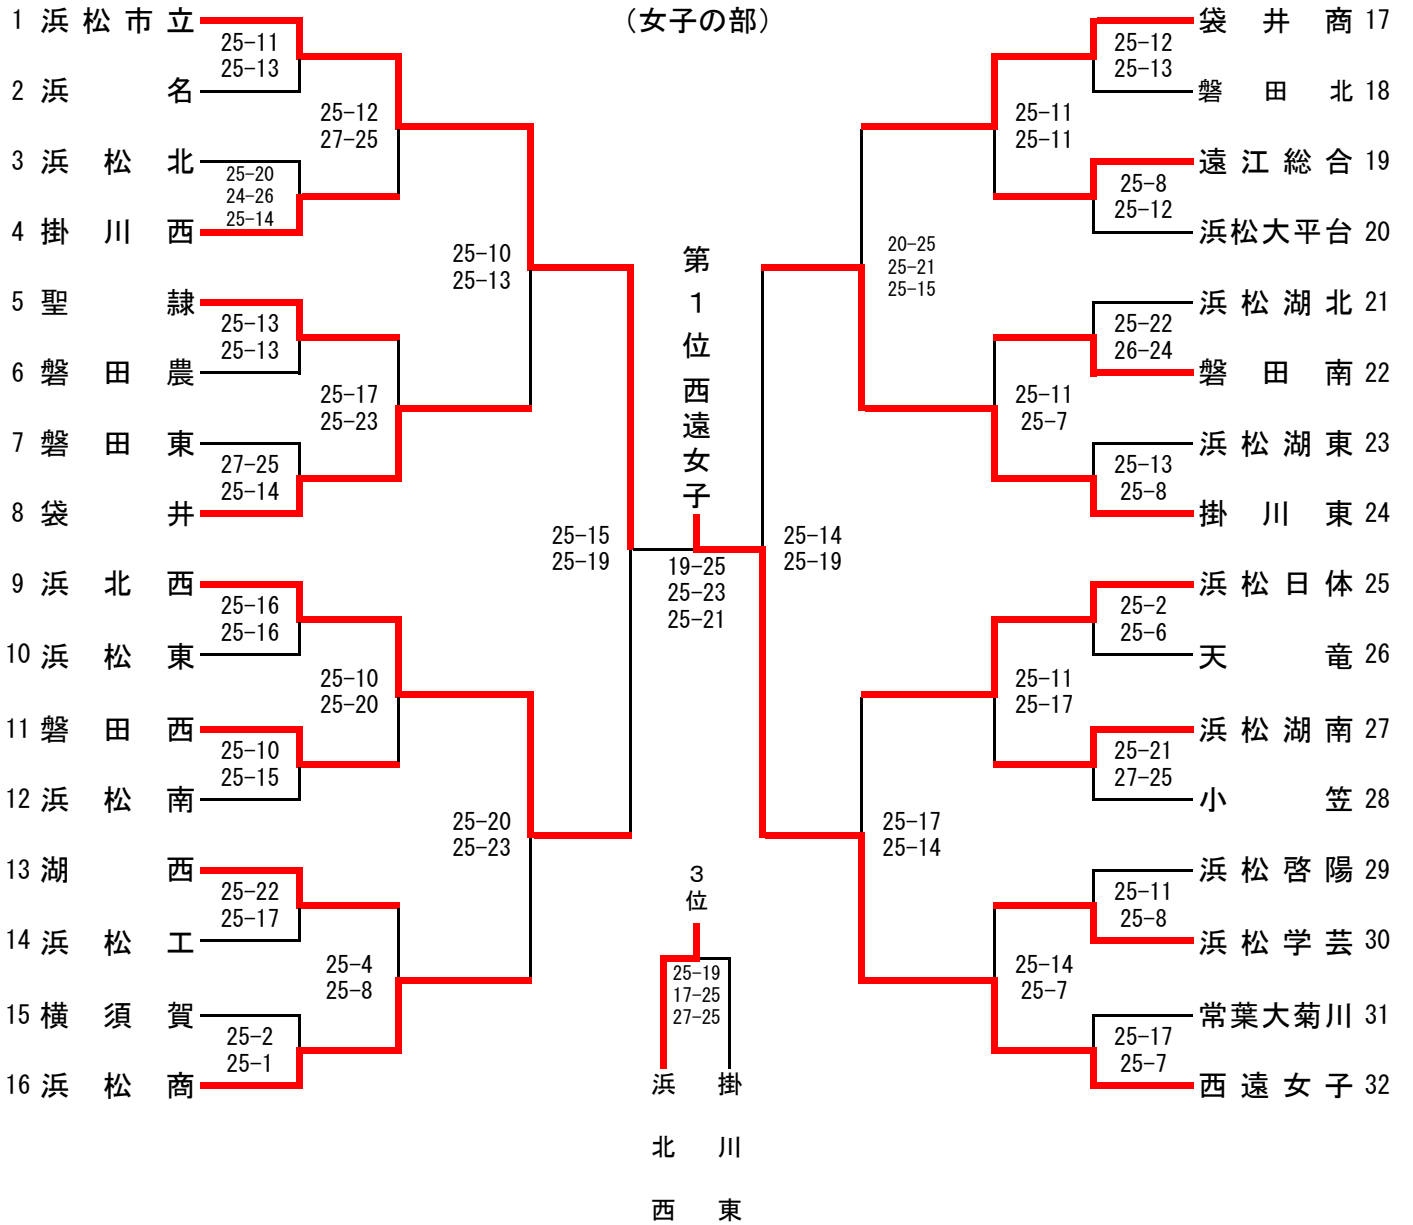 (女子の部)
1 浜松市立
25-11
25-13
2 浜名
25-12
27-25
3 浜松北
25-20
24-26
25-14
4 掛川西
25-10
25-13
5 聖隷
25-13
25-13
6 磐田農
25-17
25-23
7 磐田東
27-25
25-14
8 袋井
25-15
25-19
9 浜北西
25-16
25-16
10 浜松東
25-10
25-20
11 磐田西
25-10
25-15
12 浜松南
25-20
25-23
13 湖西
25-22
25-17
14 浜松工
25-4
25-8
15 横須賀
25-2
25-1
16 浜松商
第1位西遠女子
19-25
25-23
25-21
3位
25-19
17-25
27-25
浜北西
掛川東
袋井商 17
25-12
25-13
磐田北 18
25-11
25-11
遠江総合 19
25-8
25-12
浜松大平台 20
20-25
25-21
25-15
浜松湖北 21
25-22
26-24
磐田南 22
25-11
25-7
浜松湖東 23
25-13
25-8
掛川東 24
25-14
25-19
浜松日体 25
25-2
25-6
天竜 26
25-11
25-17
浜松湖南 27
25-21
27-25
小笠 28
25-17
25-14
浜松啓陽 29
25-11
25-8
浜松学芸 30
25-14
25-7
常葉大菊川 31
25-17
25-7
西遠女子 32